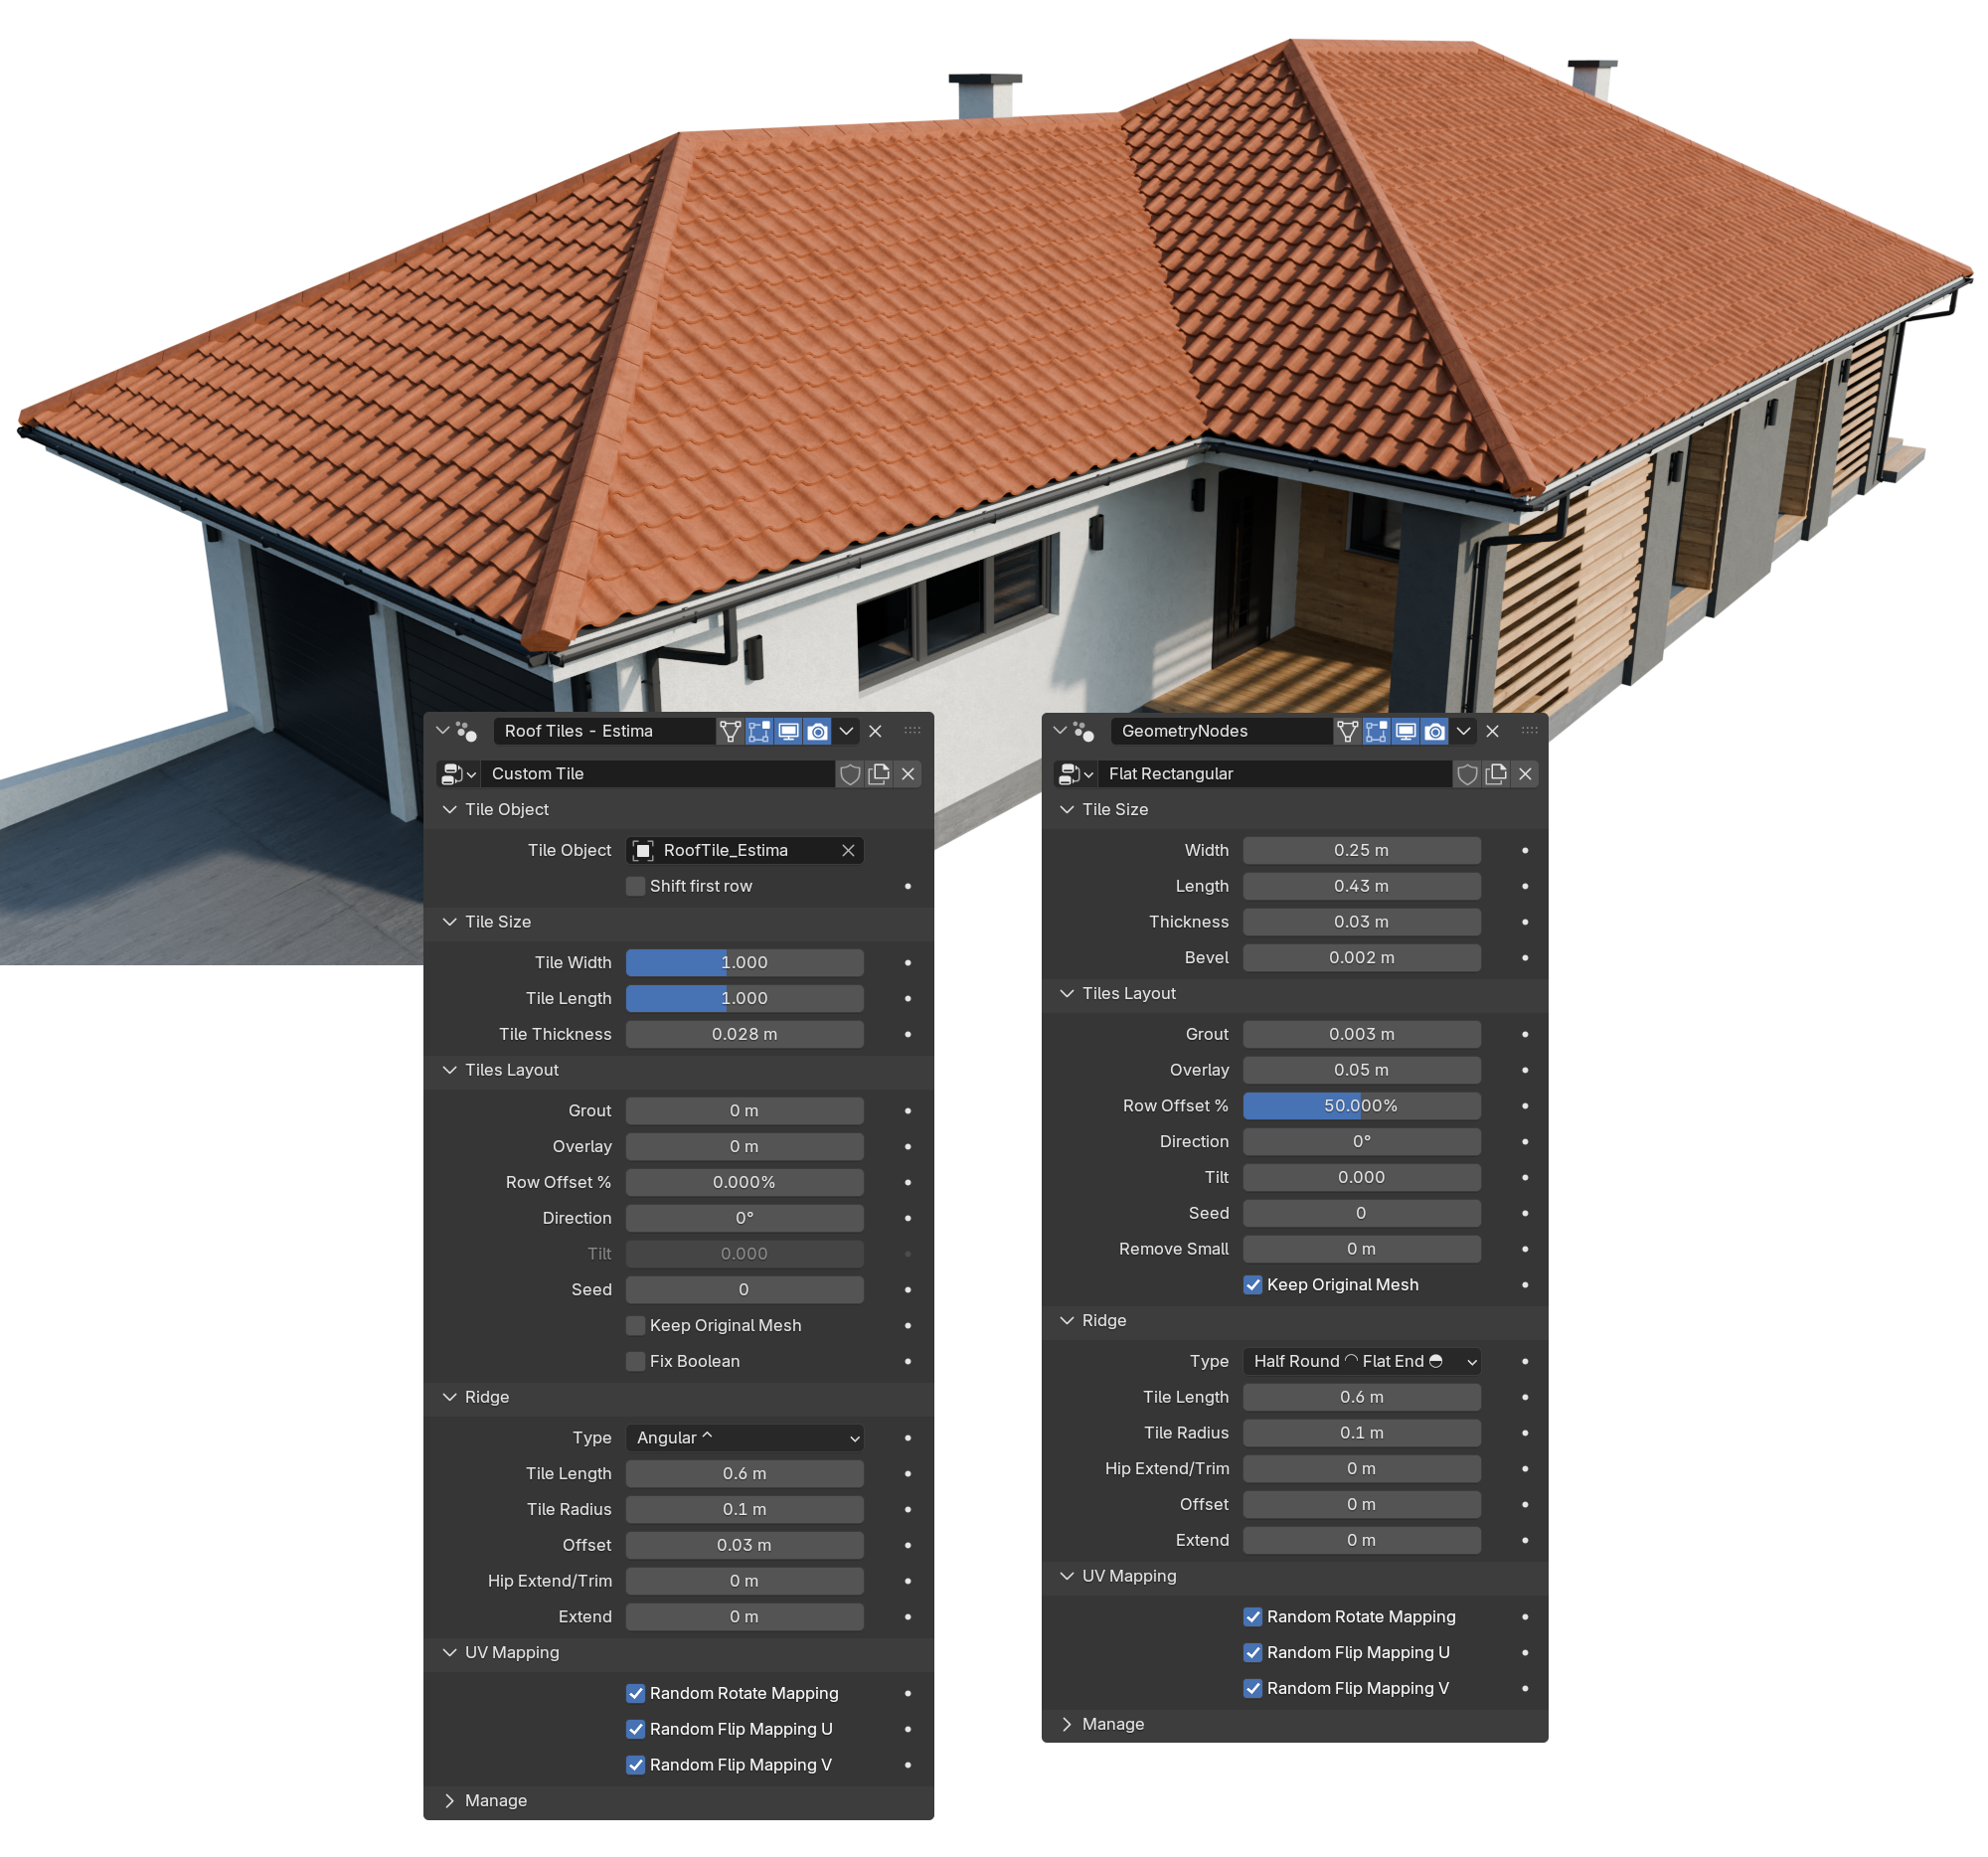 Roof Tiles - Estima
Custom Tile
Tile Object
Tile Object RoofTile_Estima
Shift first row
Tile Size
Tile Width 1.000
Tile Length 1.000
Tile Thickness 0.028 m
Tiles Layout
Grout 0 m
Overlay 0 m
Row Offset % 0.000%
Direction 0°
Tilt 0.000
Seed 0
Keep Original Mesh
Fix Boolean
Ridge
Type Angular ^
Tile Length 0.6 m
Tile Radius 0.1 m
Offset 0.03 m
Hip Extend/Trim 0 m
Extend 0 m
UV Mapping
Random Rotate Mapping
Random Flip Mapping U
Random Flip Mapping V
Manage
GeometryNodes
Flat Rectangular
Tile Size
Width 0.25 m
Length 0.43 m
Thickness 0.03 m
Bevel 0.002 m
Tiles Layout
Grout 0.003 m
Overlay 0.05 m
Row Offset % 50.000%
Direction 0°
Tilt 0.000
Seed 0
Remove Small 0 m
Keep Original Mesh
Ridge
Type Half Round ◠ Flat End ◓
Tile Length 0.6 m
Tile Radius 0.1 m
Hip Extend/Trim 0 m
Offset 0 m
Extend 0 m
UV Mapping
Random Rotate Mapping
Random Flip Mapping U
Random Flip Mapping V
Manage